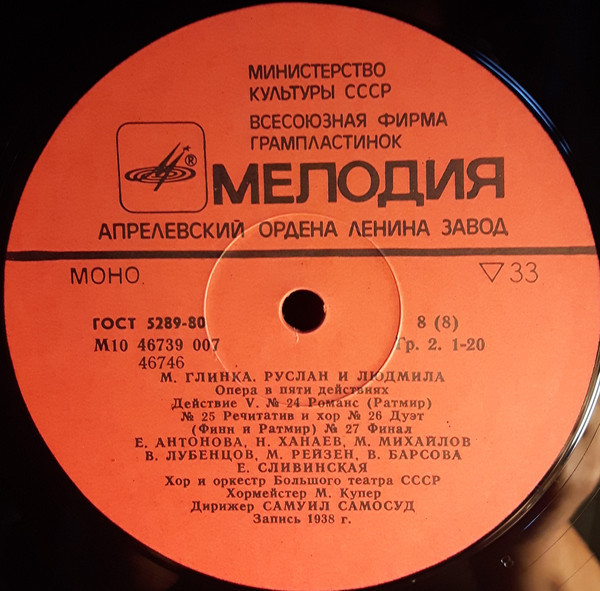 МИНИСТЕРСТВО
КУЛЬТУРЫ СССР
ВСЕСОЮЗНАЯ ФИРМА
ГРАМПЛАСТИНОК
®
МЕЛОДИЯ
АПРЕЛЕВСКИЙ ОРДЕНА ЛЕНИНА ЗАВОД
МОНО. ▽33
ГОСТ 5289-80 8 (8)
М10 46739 007 Гр. 2. 1-20
46746
М. ГЛИНКА. РУСЛАН И ЛЮДМИЛА
Опера в пяти действиях
Действие V. № 24 Романс (Ратмир)
№ 25 Речитатив и хор № 26 Дуэт
(Финн и Ратмир) № 27 Финал
Е. АНТОНОВА, Н. ХАНАЕВ, М. МИХАЙЛОВ
В. ЛУБЕНЦОВ, М. РЕЙЗЕН, В. БАРСОВА
Е. СЛИВИНСКАЯ
Хор и оркестр Большого театра СССР
Хормейстер М. Купер
Дирижер САМУИЛ САМОСУД
Запись 1938 г.